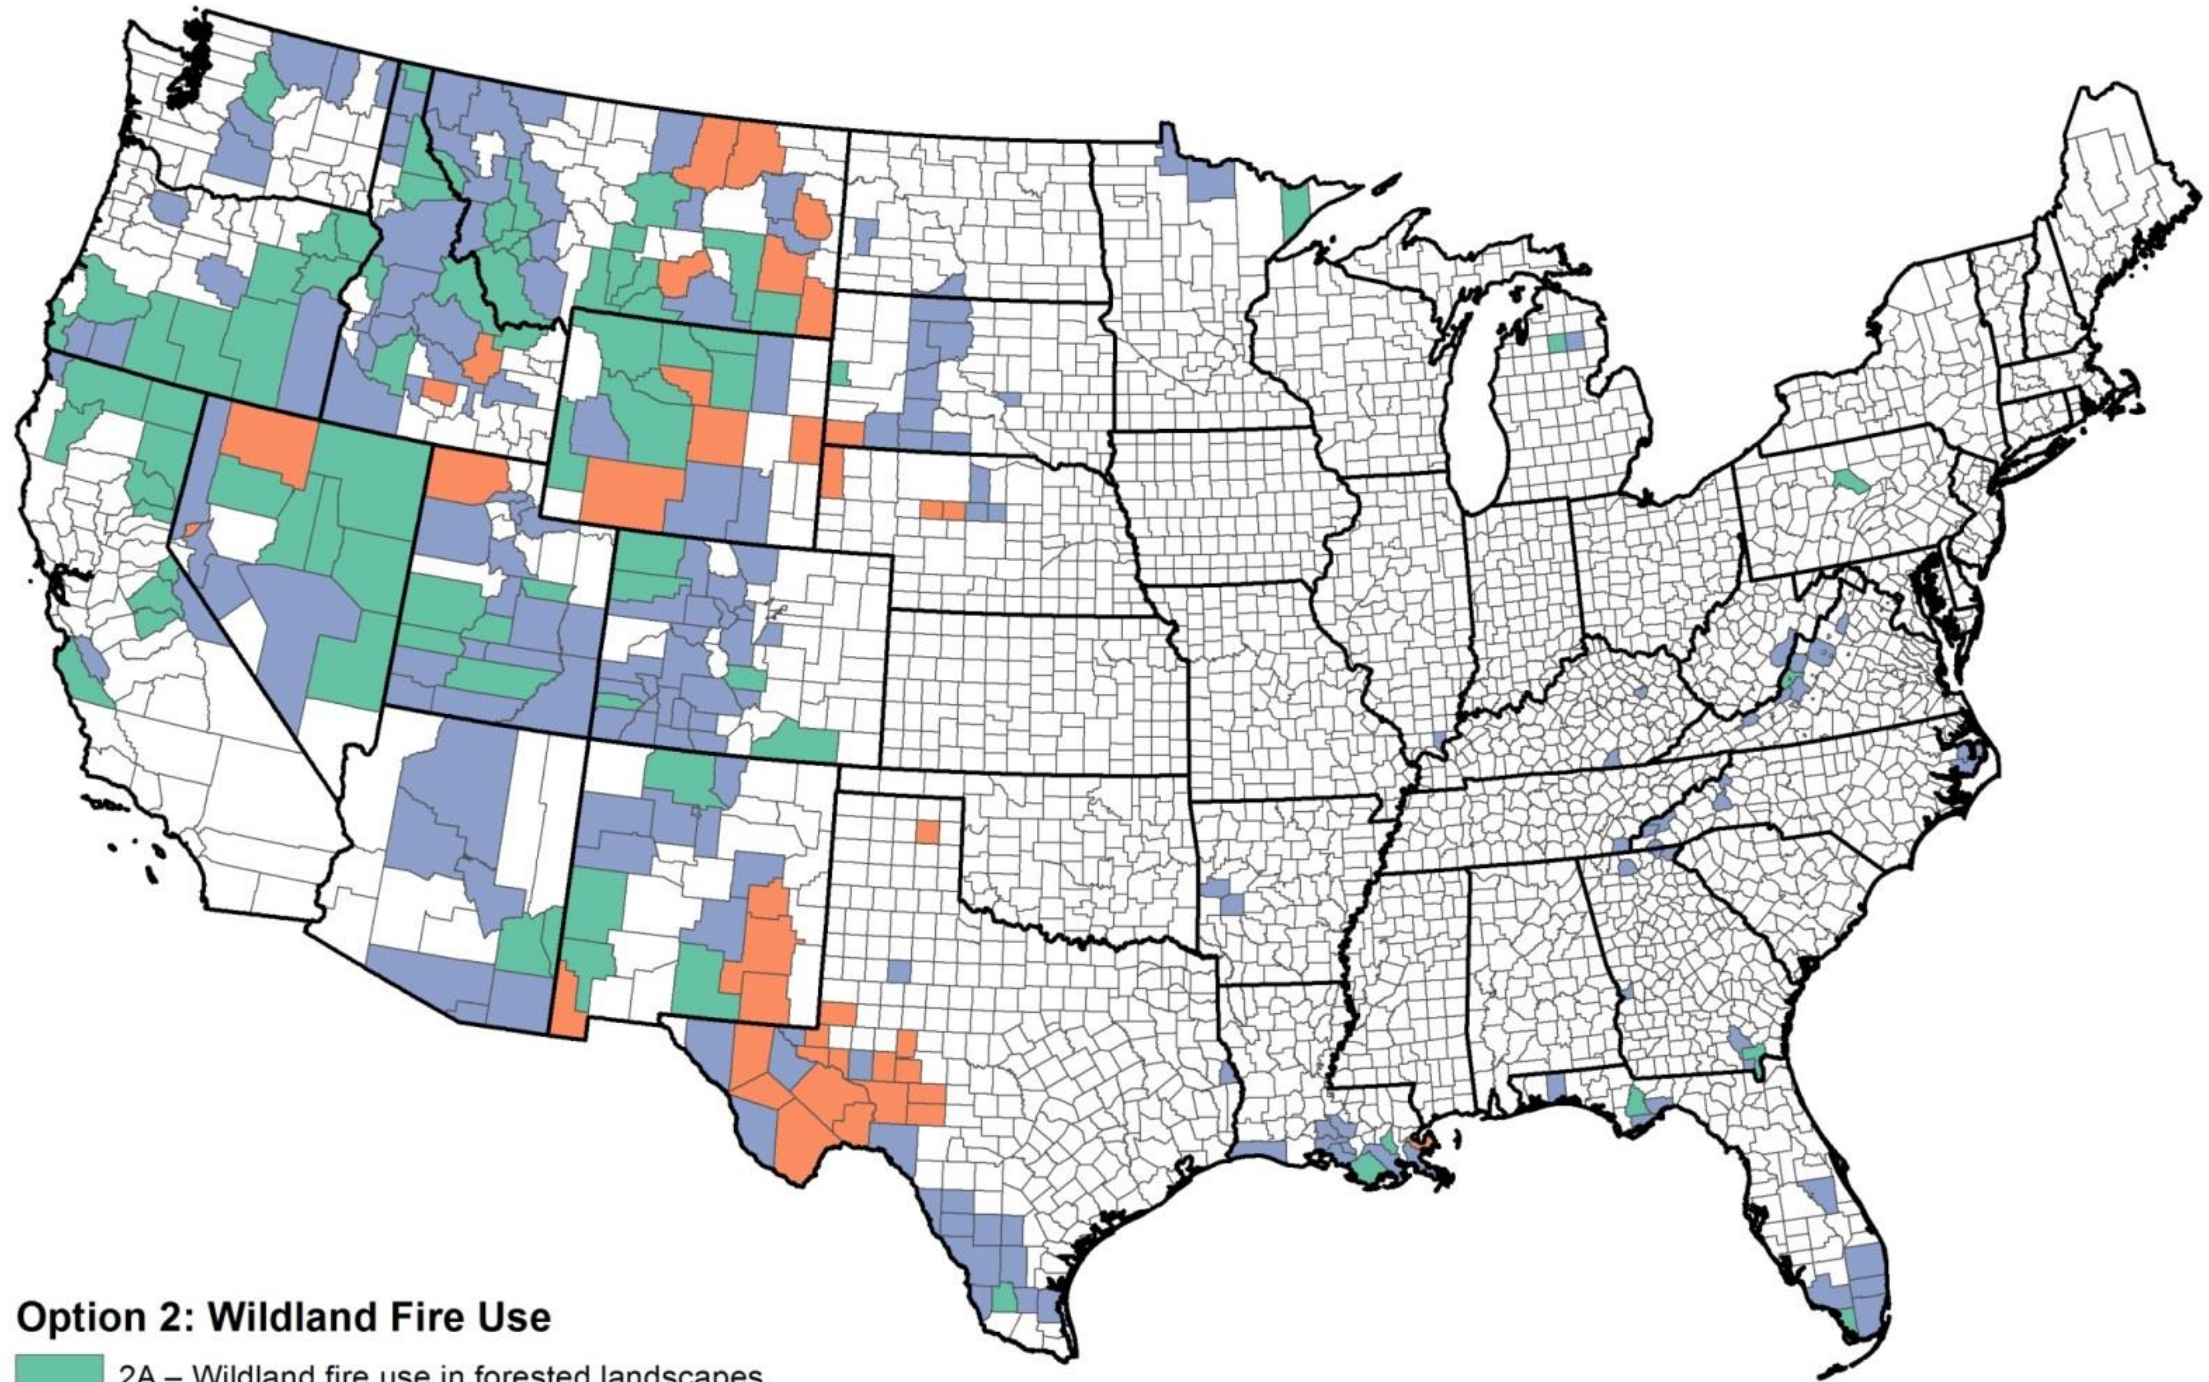 Option 2: Wildland Fire Use
2A – Wildland fire use in forested landscapes